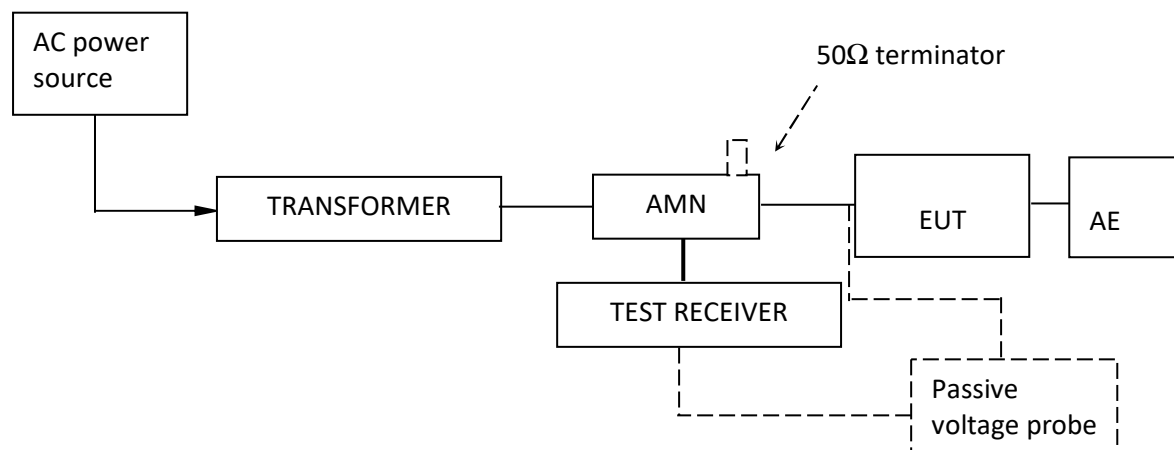 AC power
source
50Ω terminator
TRANSFORMER
AMN
EUT
AE
TEST RECEIVER
Passive
voltage probe